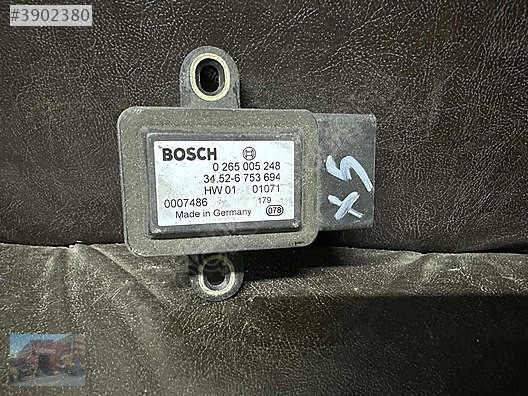 #3902380
BOSCH
0 265 005 248
34.52-6 753 694
HW 01 01071
0007486 179
Made in Germany 078
X5